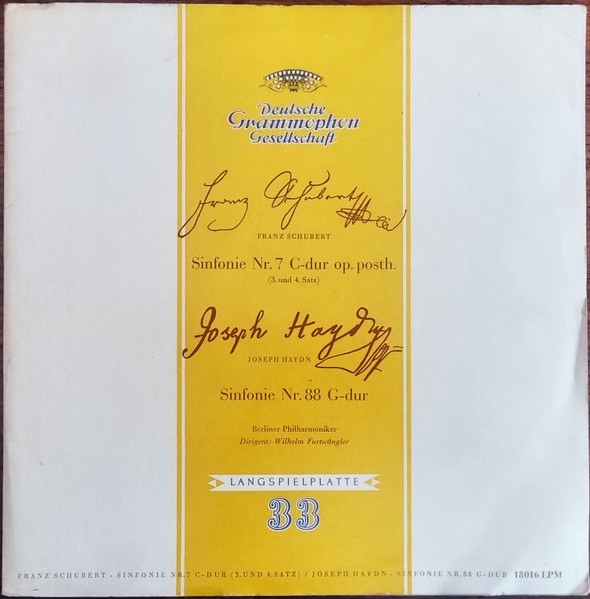 Deutsche
Grammophon
Gesellschaft
Franz Schubert
FRANZ SCHUBERT
Sinfonie Nr. 7 C-dur op. posth.
(3. und 4. Satz)
Joseph Haydn
JOSEPH HAYDN
Sinfonie Nr. 88 G-dur
Berliner Philharmoniker
Dirigent: Wilhelm Furtwängler
LANGSPIELPLATTE
33
FRANZ SCHUBERT - SINFONIE NR. 7 C-DUR (3. UND 4. SATZ) / JOSEPH HAYDN - SINFONIE NR. 88 G-DUR 18016 LPM